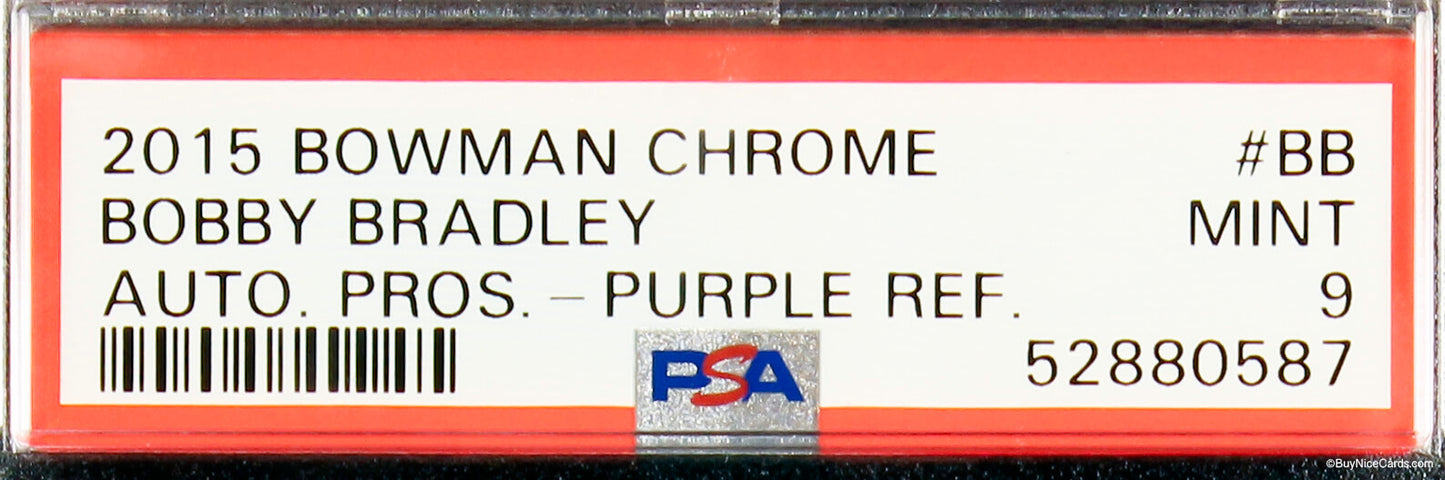 2015 BOWMAN CHROME #BB
BOBBY BRADLEY MINT
AUTO. PROS. – PURPLE REF. 9
PSA 52880587
©BuyNiceCards.com